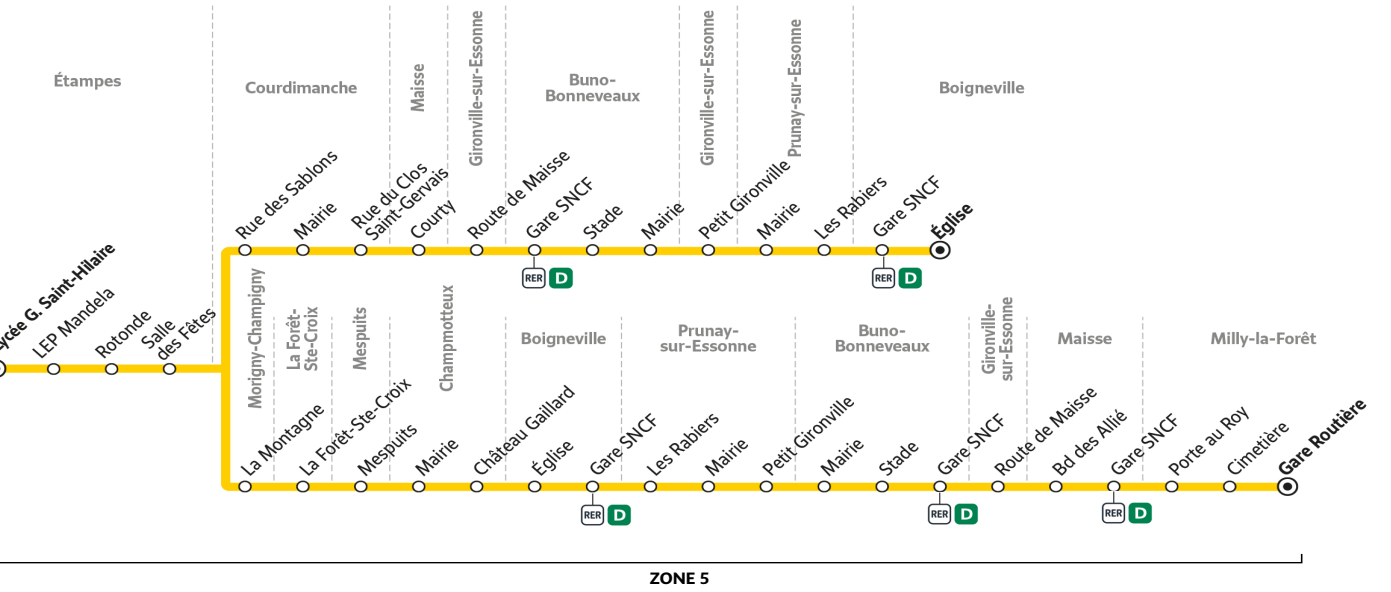 Étampes
Courdimanche
Maisse
Gironville-sur-Essonne
Buno-
Bonneveaux
Gironville-sur-Essonne
Prunay-sur-Essonne
Boigneville
Lycée G. Saint-Hilaire
LEP Mandela
Rotonde
Salle
des Fêtes
Rue des Sablons
Mairie
Rue du Clos
Saint-Gervais
Courty
Route de Maisse
Gare SNCF
Stade
Mairie
Petit Gironville
Mairie
Les Rabiers
Gare SNCF
Église
RER D
RER D
Morigny-Champigny
La Forêt-
Ste-Croix
Mespuits
Champmotteux
Boigneville
Prunay-
sur-Essonne
Buno-
Bonneveaux
Gironville-
sur-Essonne
Maisse
Milly-la-Forêt
La Montagne
La Forêt-Ste-Croix
Mespuits
Mairie
Château Gaillard
Église
Gare SNCF
Les Rabiers
Mairie
Petit Gironville
Mairie
Stade
Gare SNCF
Route de Maisse
Bd des Allié
Gare SNCF
Porte au Roy
Cimetière
Gare Routière
RER D
RER D
RER D
ZONE 5